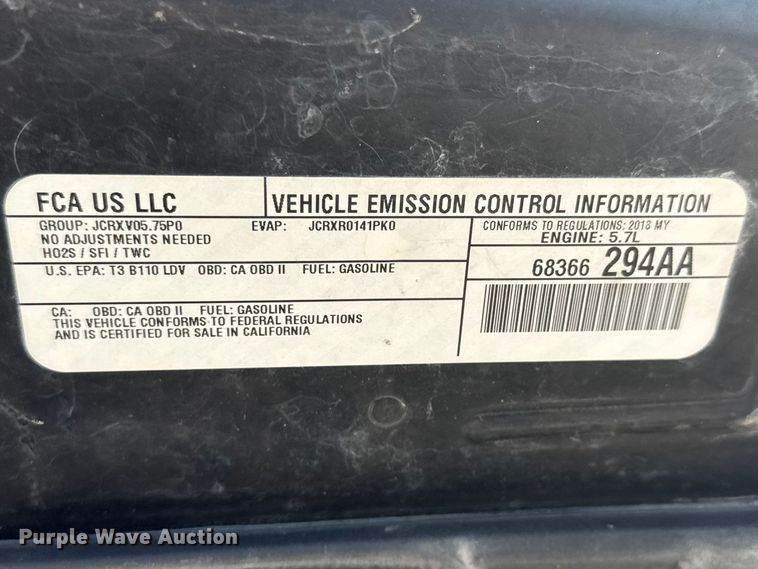 FCA US LLC
VEHICLE EMISSION CONTROL INFORMATION
GROUP: JCRXV05.75P0 EVAP: JCRXR0141PK0
NO ADJUSTMENTS NEEDED
HO2S / SFI / TWC
CONFORMS TO REGULATIONS: 2018 MY
ENGINE: 5.7L
U.S. EPA: T3 B110 LDV OBD: CA OBD II FUEL: GASOLINE
68366 294AA
CA: OBD: CA OBD II FUEL: GASOLINE
THIS VEHICLE CONFORMS TO FEDERAL REGULATIONS
AND IS CERTIFIED FOR SALE IN CALIFORNIA
Purple Wave Auction